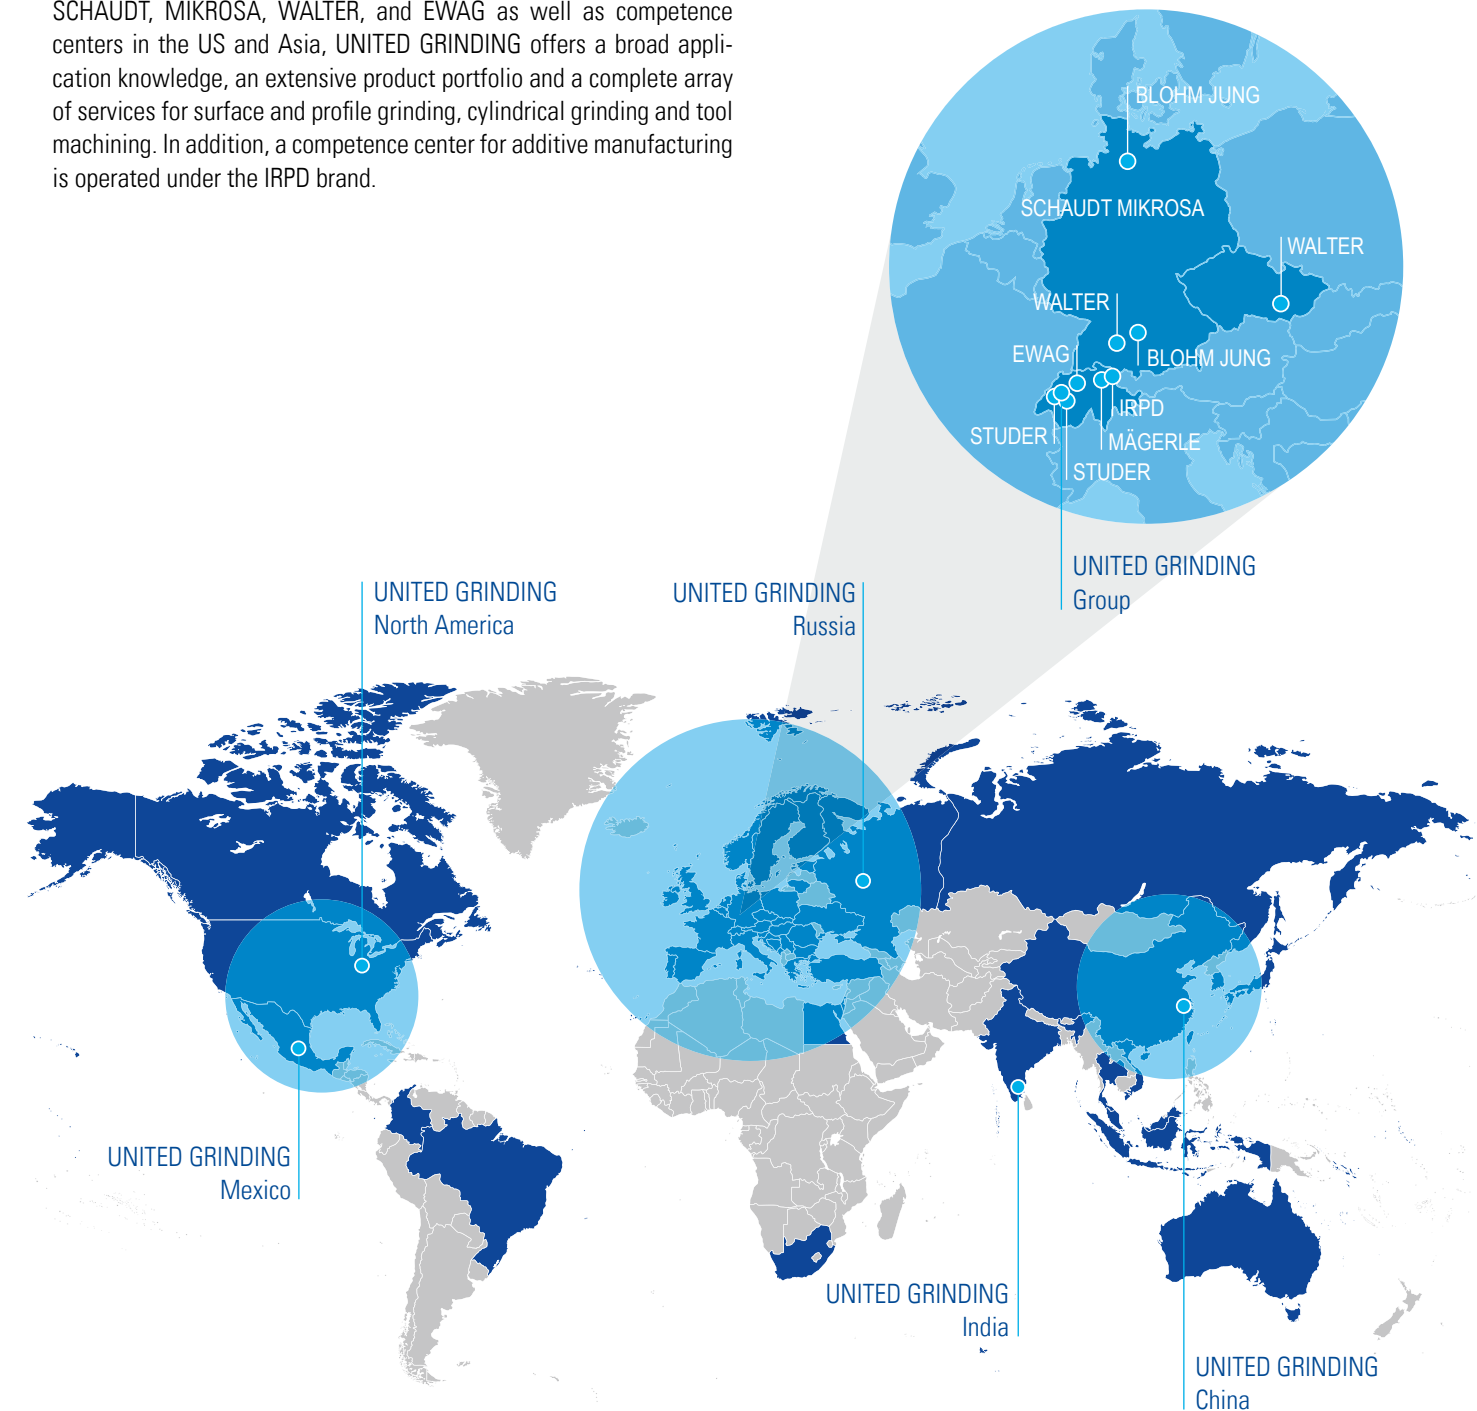 SCHAUDT, MIKROSA, WALTER, and EWAG as well as competence
centers in the US and Asia, UNITED GRINDING offers a broad appli-
cation knowledge, an extensive product portfolio and a complete array
of services for surface and profile grinding, cylindrical grinding and tool
machining. In addition, a competence center for additive manufacturing
is operated under the IRPD brand.
BLOHM JUNG
SCHAUDT MIKROSA
WALTER
WALTER
EWAG
BLOHM JUNG
IRPD
STUDER
MÄGERLE
STUDER
UNITED GRINDING
Group
UNITED GRINDING
North America
UNITED GRINDING
Russia
UNITED GRINDING
Mexico
UNITED GRINDING
India
UNITED GRINDING
China